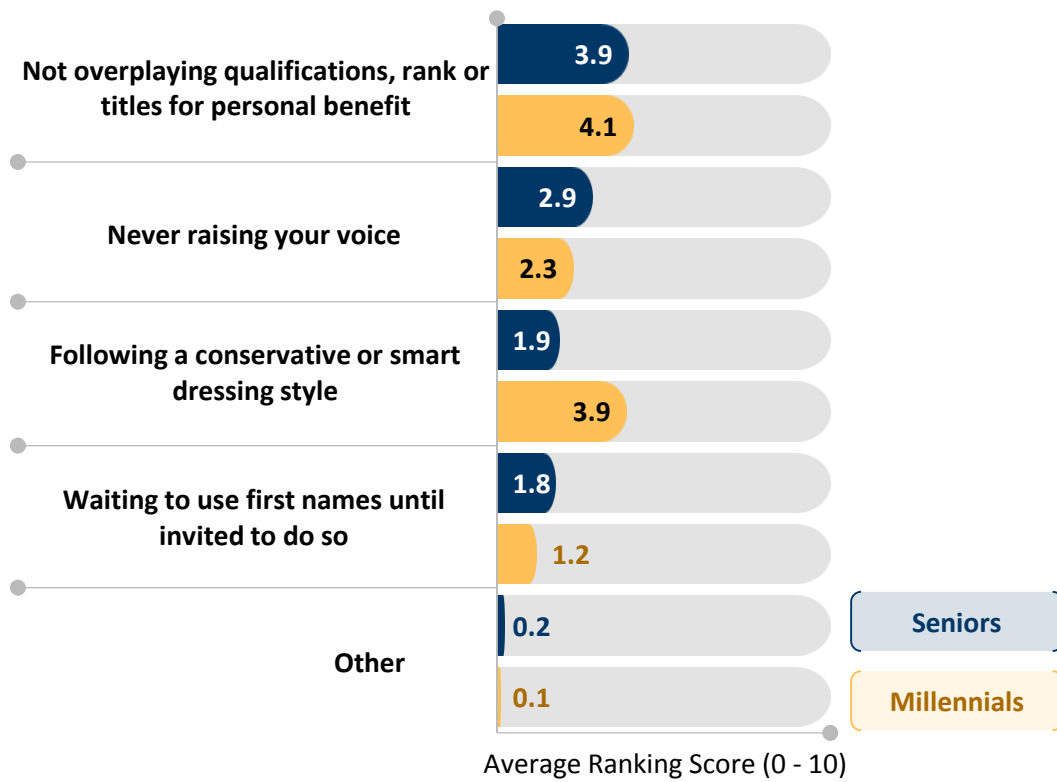 Not overplaying qualifications, rank or
titles for personal benefit
3.9
4.1
Never raising your voice
2.9
2.3
Following a conservative or smart
dressing style
1.9
3.9
Waiting to use first names until
invited to do so
1.8
1.2
Other
0.2
0.1
Seniors
Millennials
Average Ranking Score (0 - 10)